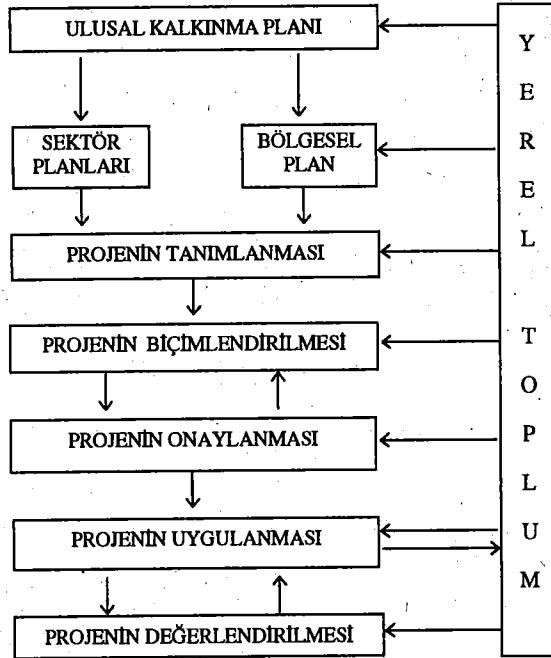 ULUSAL KALKINMA PLANI
SEKTÖR
PLANLARI
BÖLGESEL
PLAN
PROJENİN TANIMLANMASI
PROJENİN BİÇİMLENDİRİLMESİ
PROJENİN ONAYLANMASI
PROJENİN UYGULANMASI
PROJENİN DEĞERLENDİRİLMESİ
Y
E
R
E
L
T
O
P
L
U
M